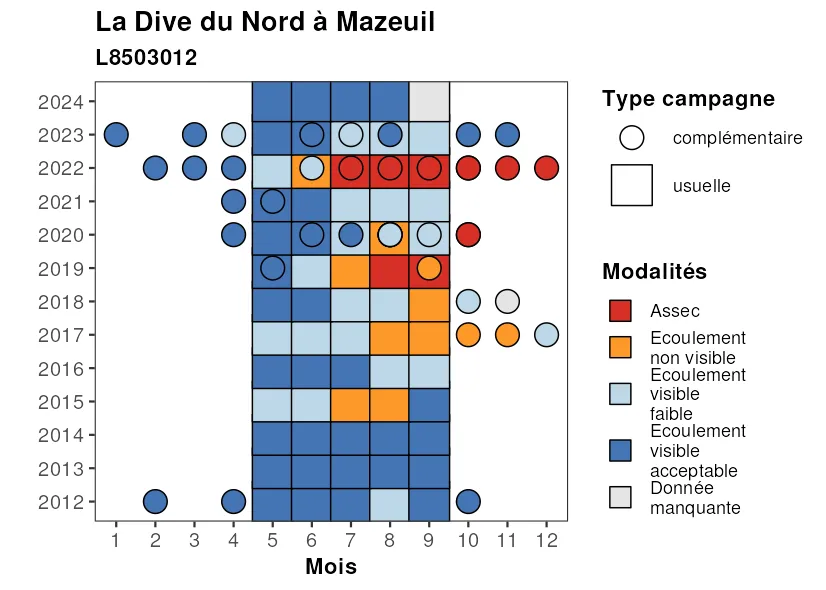 La Dive du Nord à Mazeuil
L8503012
2024
2023
2022
2021
2020
2019
2018
2017
2016
2015
2014
2013
2012
1 2 3 4 5 6 7 8 9 10 11 12
Mois
Type campagne
complémentaire
usuelle
Modalités
Assec
Ecoulement
non visible
Ecoulement
visible
faible
Ecoulement
visible
acceptable
Donnée
manquante